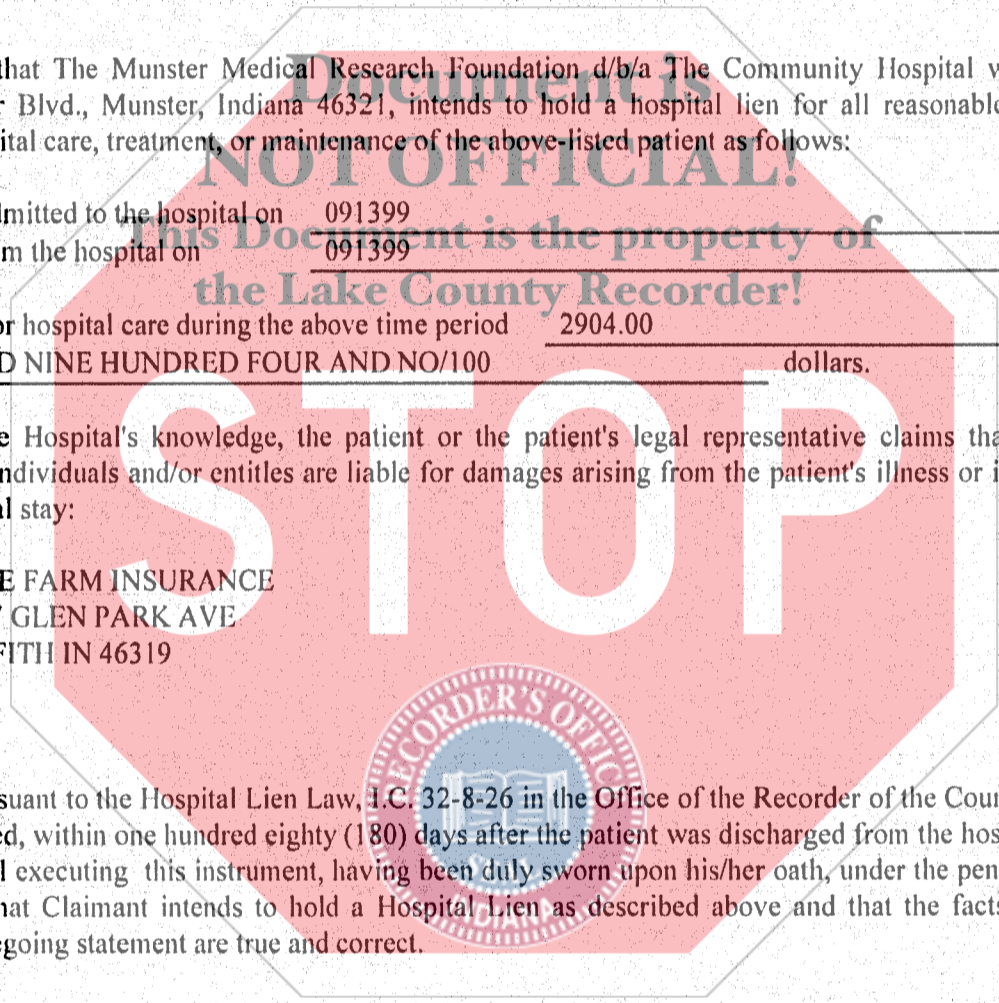 Document is
that The Munster Medical Research Foundation d/b/a The Community Hospital w
Blvd., Munster, Indiana 46321, intends to hold a hospital lien for all reasonable
ital care, treatment, or maintenance of the above-listed patient as follows:
NOT OFFICIAL!
mitted to the hospital on 091399
This Document is the property of
m the hospital on 091399
the Lake County Recorder!
or hospital care during the above time period 2904.00
D NINE HUNDRED FOUR AND NO/100 dollars.
STOP
e Hospital's knowledge, the patient or the patient's legal representative claims tha
ndividuals and/or entitles are liable for damages arising from the patient's illness or i
al stay:
E FARM INSURANCE
GLEN PARK AVE
FITH IN 46319
RECORDER'S OFFICE
suant to the Hospital Lien Law, I.C. 32-8-26 in the Office of the Recorder of the Coun
ed, within one hundred eighty (180) days after the patient was discharged from the hos
l executing this instrument, having been duly sworn upon his/her oath, under the pen
SEAL
hat Claimant intends to hold a Hospital Lien as described above and that the facts
INDIANA
going statement are true and correct.